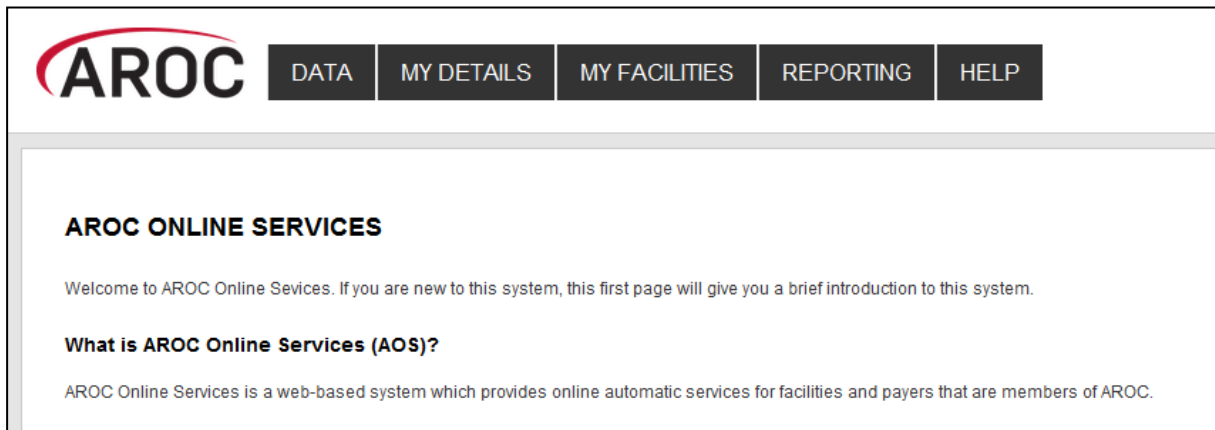 AROC DATA MY DETAILS MY FACILITIES REPORTING HELP
AROC ONLINE SERVICES
Welcome to AROC Online Sevices. If you are new to this system, this first page will give you a brief introduction to this system.
What is AROC Online Services (AOS)?
AROC Online Services is a web-based system which provides online automatic services for facilities and payers that are members of AROC.